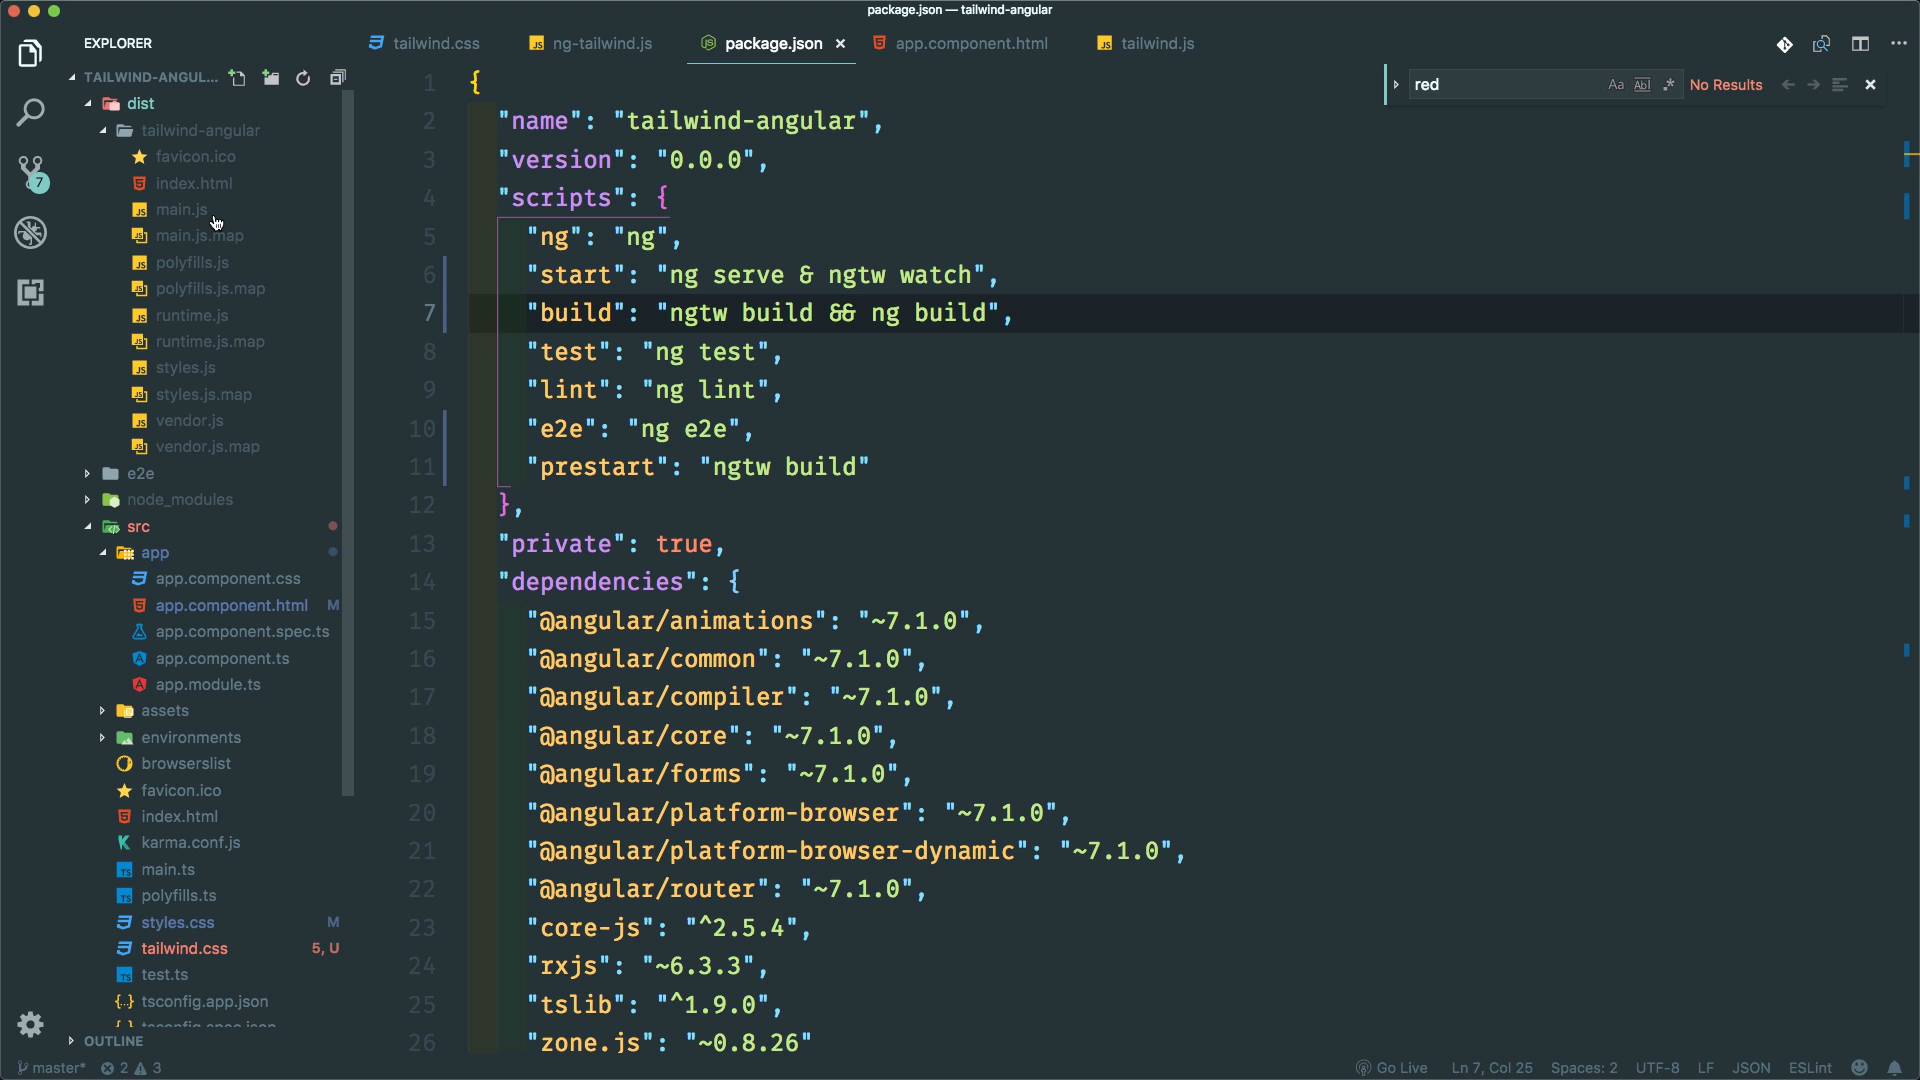 package.json — tailwind-angular
EXPLORER
tailwind.css
ng-tailwind.js
package.json
app.component.html
tailwind.js
TAILWIND-ANGUL...
dist
tailwind-angular
favicon.ico
index.html
main.js
main.js.map
polyfills.js
polyfills.js.map
runtime.js
runtime.js.map
styles.js
styles.js.map
vendor.js
vendor.js.map
e2e
node_modules
src
app
app.component.css
app.component.html M
app.component.spec.ts
app.component.ts
app.module.ts
assets
environments
browserslist
favicon.ico
index.html
karma.conf.js
main.ts
polyfills.ts
styles.css M
tailwind.css 5, U
test.ts
tsconfig.app.json
tsconfig.spec.json
OUTLINE
7
red
Aa
Abl
.*
No Results
1 {
2 "name": "tailwind-angular",
3 "version": "0.0.0",
4 "scripts": {
5 "ng": "ng",
6 "start": "ng serve & ngtw watch",
7 "build": "ngtw build && ng build",
8 "test": "ng test",
9 "lint": "ng lint",
10 "e2e": "ng e2e",
11 "prestart": "ngtw build"
12 },
13 "private": true,
14 "dependencies": {
15 "@angular/animations": "~7.1.0",
16 "@angular/common": "~7.1.0",
17 "@angular/compiler": "~7.1.0",
18 "@angular/core": "~7.1.0",
19 "@angular/forms": "~7.1.0",
20 "@angular/platform-browser": "~7.1.0",
21 "@angular/platform-browser-dynamic": "~7.1.0",
22 "@angular/router": "~7.1.0",
23 "core-js": "^2.5.4",
24 "rxjs": "~6.3.3",
25 "tslib": "^1.9.0",
26 "zone.js": "~0.8.26"
master* 2 3
Go Live Ln 7, Col 25 Spaces: 2 UTF-8 LF JSON ESLint